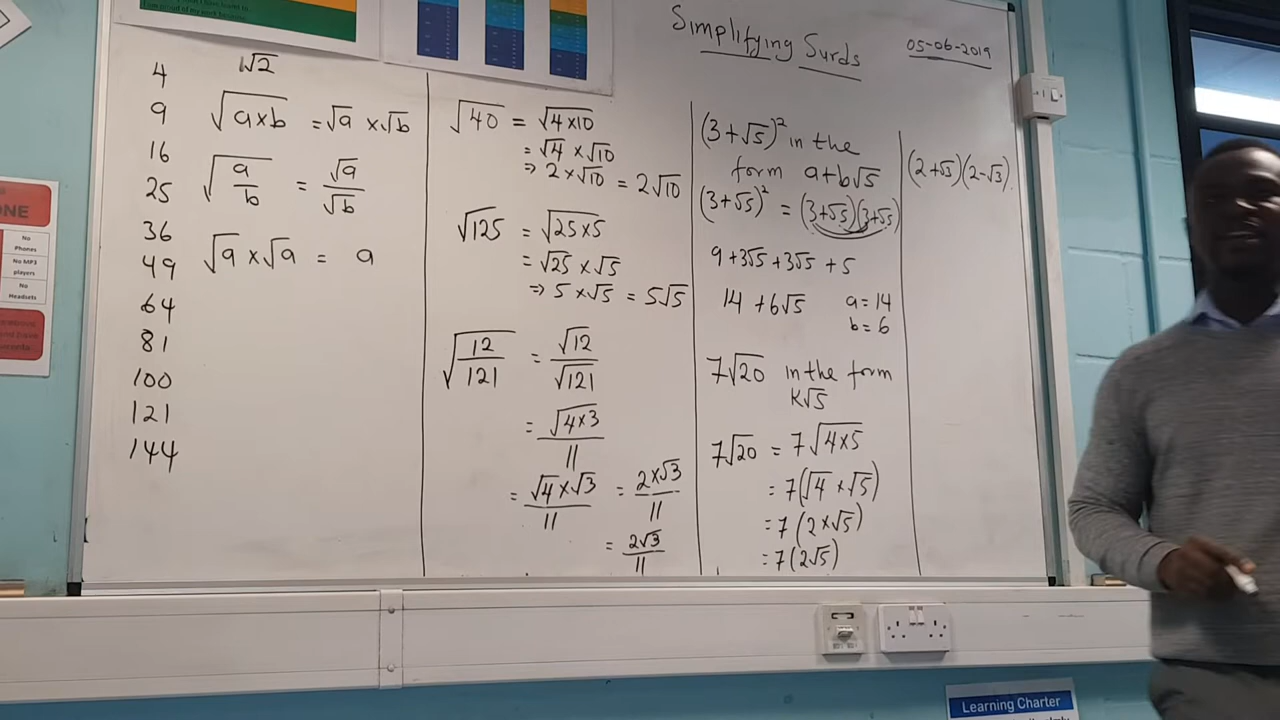 Simplifying Surds
05-06-2019
4
9
16
25
36
49
64
81
100
121
144
√2
√(a×b) = √a × √b
√(a/b) = √a/√b
√a × √a = a
√40 = √(4×10)
= √4 × √10
⇒ 2 × √10 = 2√10
√125 = √(25×5)
= √25 × √5
⇒ 5 × √5 = 5√5
√(12/121) = √12/√121
= √(4×3)/11
= (√4 × √3)/11 = (2×√3)/11
= 2√3/11
(3+√5)² in the
form a+b√5
(3+√5)² = (3+√5)(3+√5)
9+3√5+3√5+5
14+6√5 a=14
b=6
7√20 in the form
K√5
7√20 = 7√(4×5)
= 7(√4 × √5)
= 7(2×√5)
= 7(2√5)
(2+√3)(2-√3)
No
Phones
No MP3
players
No
Headsets
Learning Charter